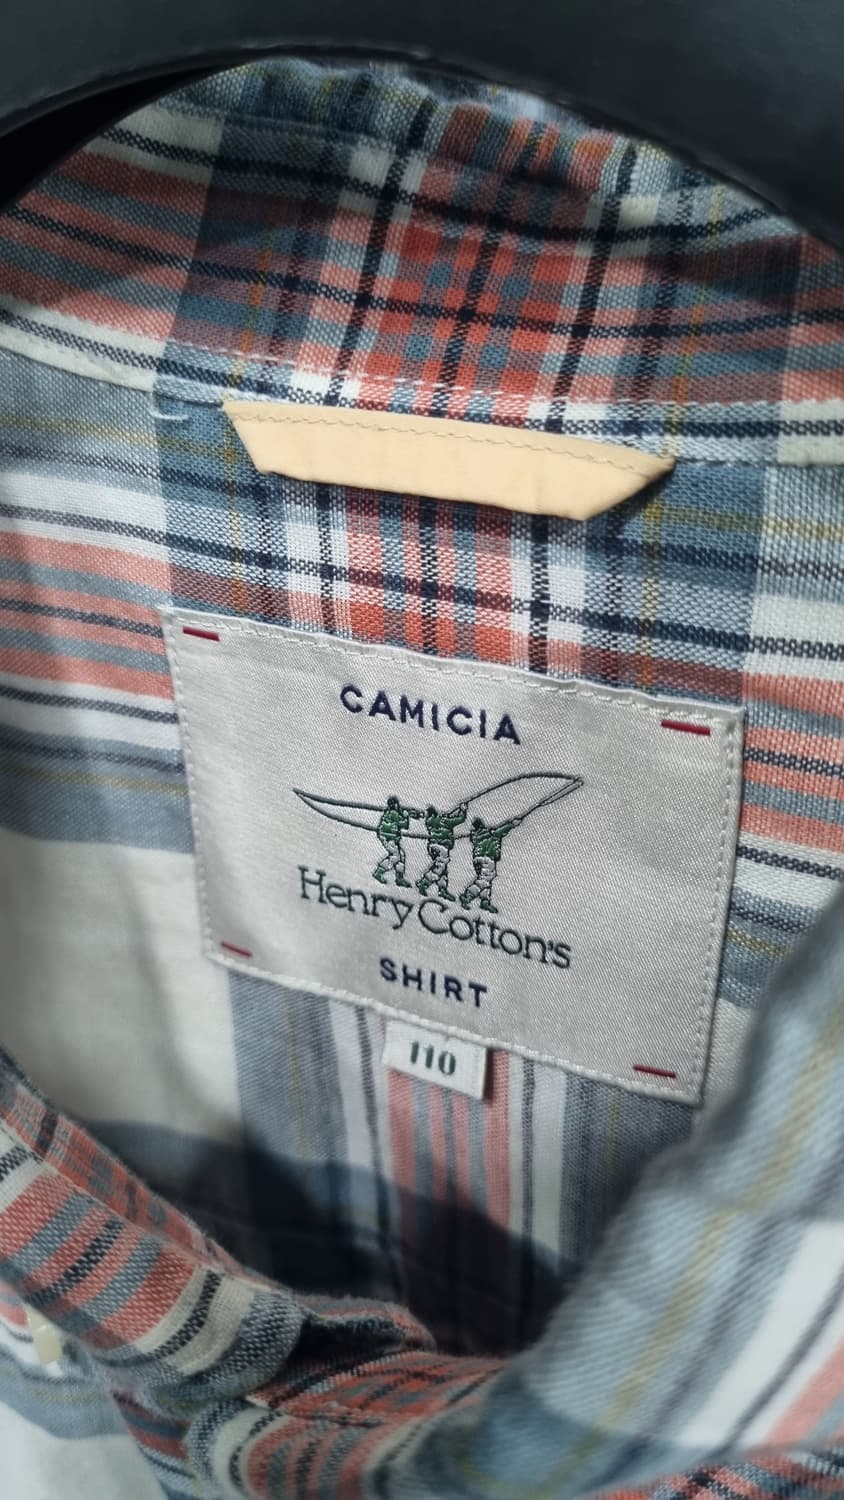 CAMICIA
Henry Cotton's
SHIRT
110